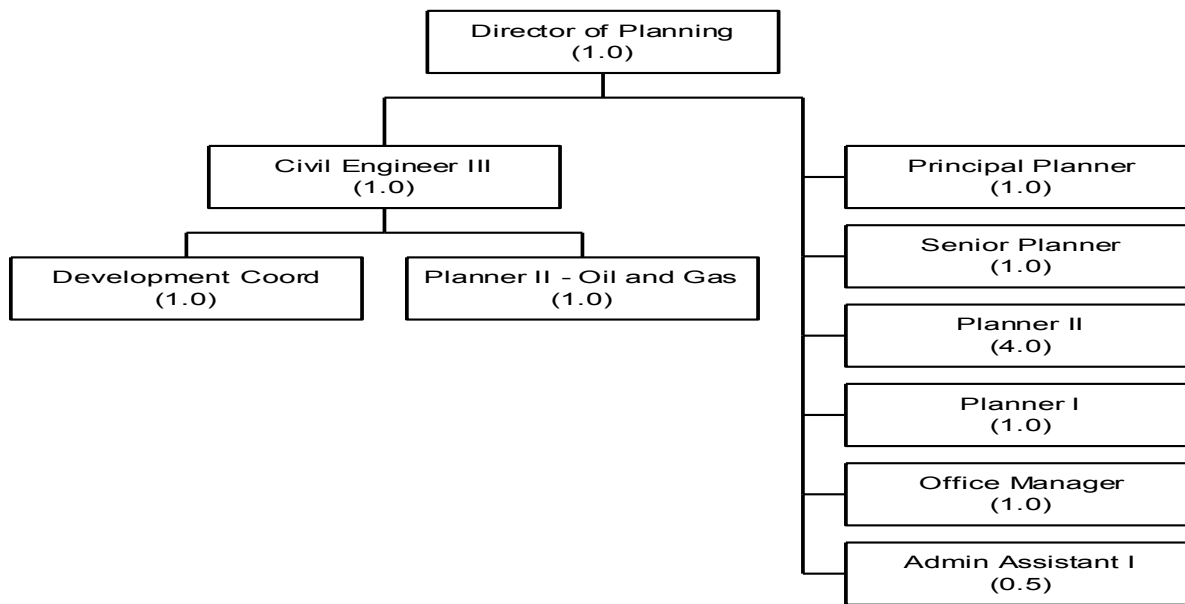 Director of Planning
(1.0)
Civil Engineer III
(1.0)
Development Coord
(1.0)
Planner II - Oil and Gas
(1.0)
Principal Planner
(1.0)
Senior Planner
(1.0)
Planner II
(4.0)
Planner I
(1.0)
Office Manager
(1.0)
Admin Assistant I
(0.5)